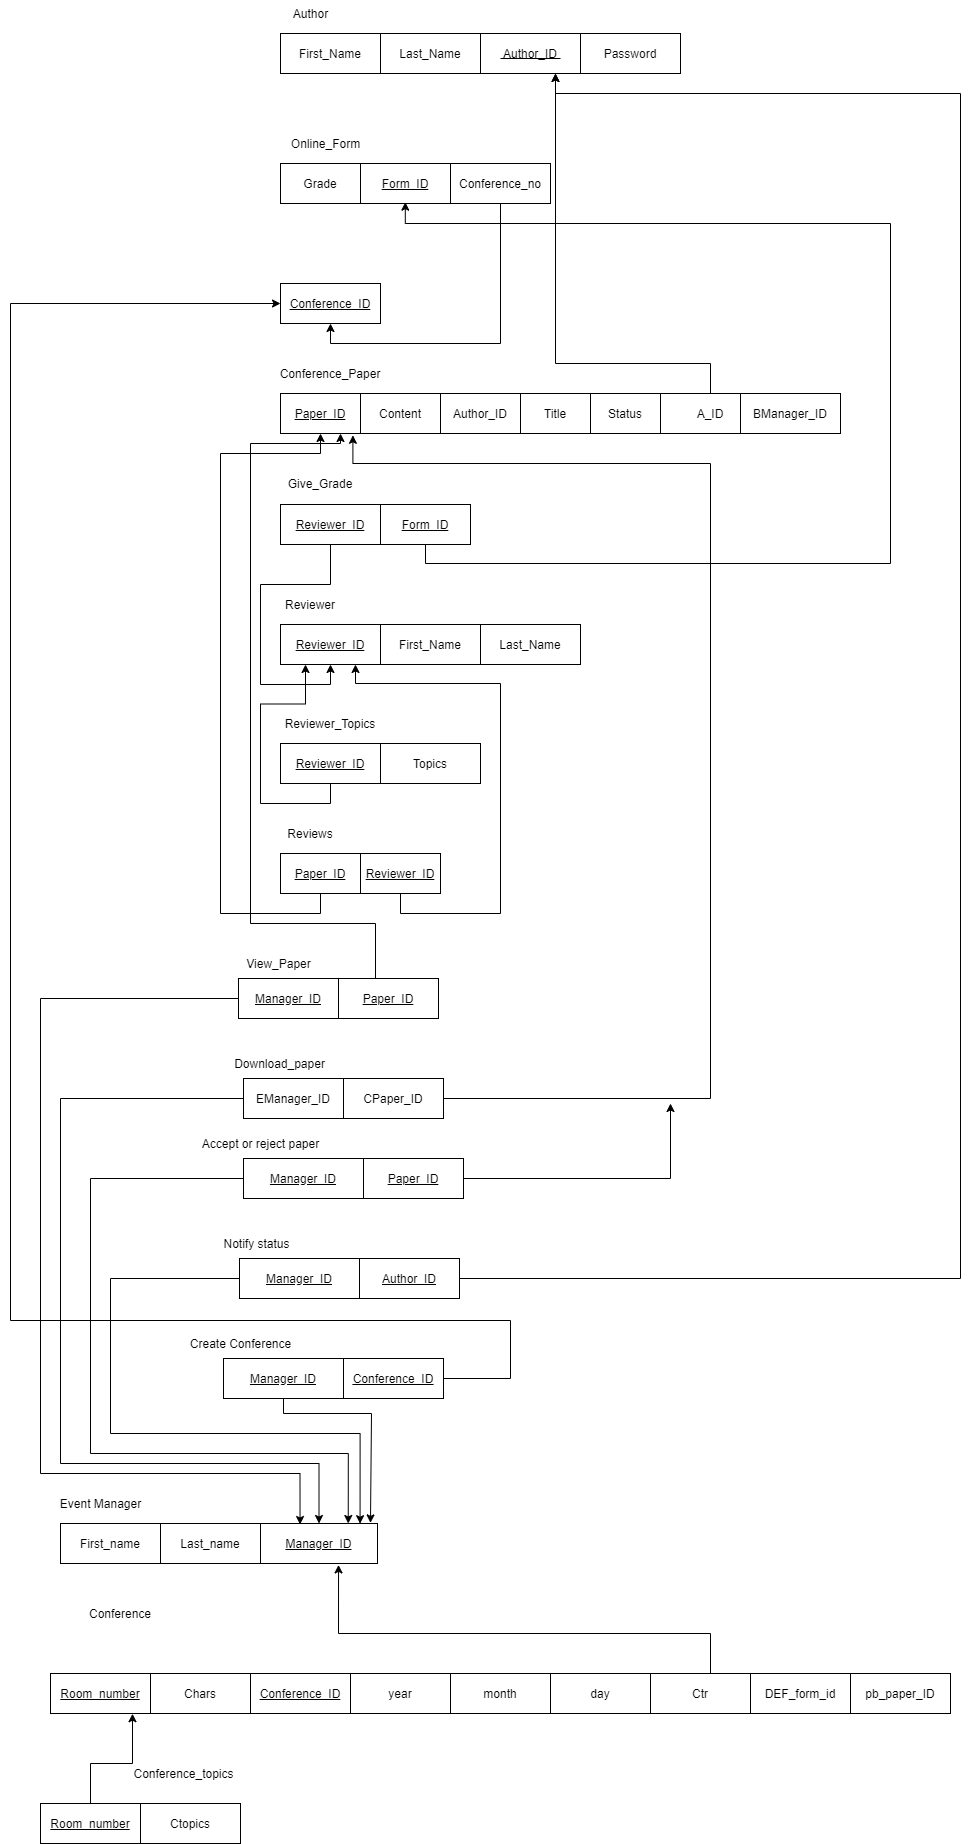 Author
First_Name Last_Name Author_ID Password
Online_Form
Grade Form_ID Conference_no
Conference_ID
Conference_Paper
Paper_ID Content Author_ID Title Status A_ID BManager_ID
Give_Grade
Reviewer_ID Form_ID
Reviewer
Reviewer_ID First_Name Last_Name
Reviewer_Topics
Reviewer_ID Topics
Reviews
Paper_ID Reviewer_ID
View_Paper
Manager_ID Paper_ID
Download_paper
EManager_ID CPaper_ID
Accept or reject paper
Manager_ID Paper_ID
Notify status
Manager_ID Author_ID
Create Conference
Manager_ID Conference_ID
Event Manager
First_name Last_name Manager_ID
Conference
Room_number Chars Conference_ID year month day Ctr DEF_form_id pb_paper_ID
Conference_topics
Room_number Ctopics